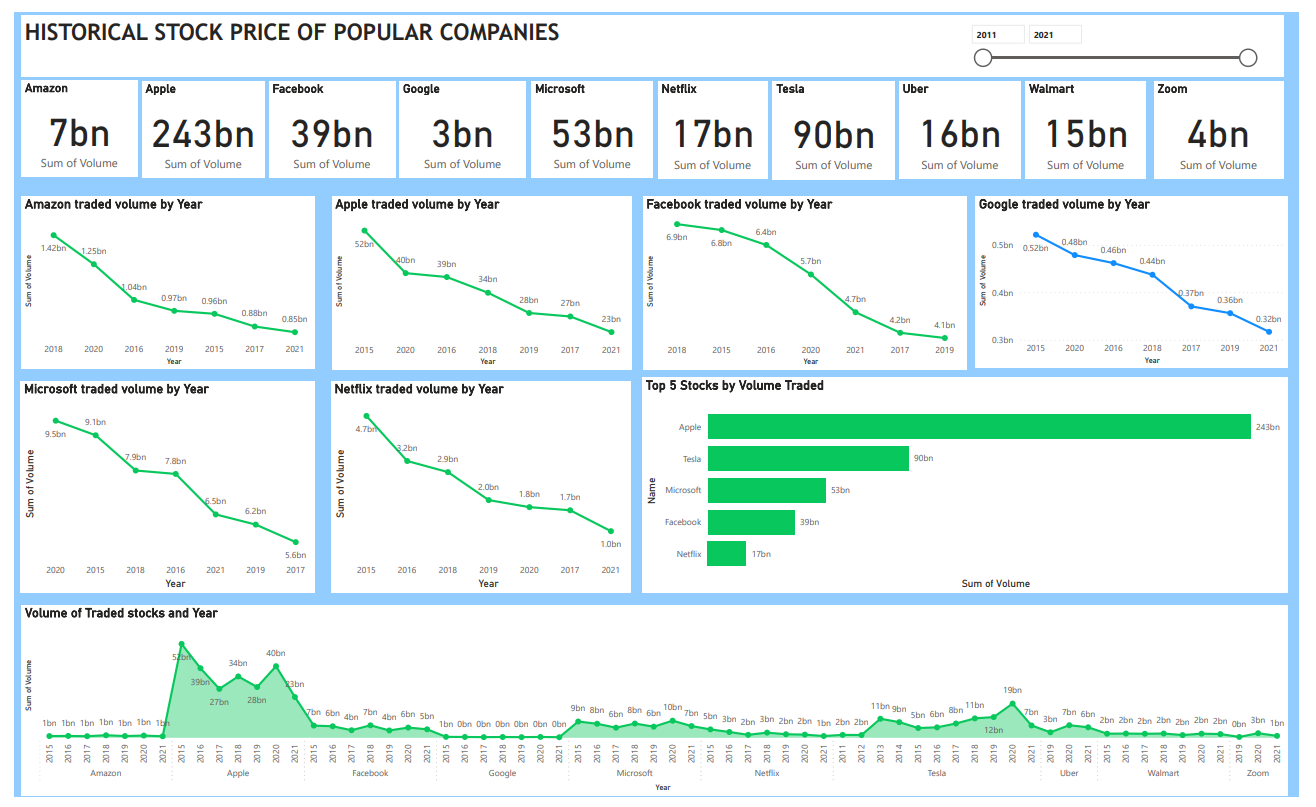 HISTORICAL STOCK PRICE OF POPULAR COMPANIES
2011 2021
Amazon
7bn
Sum of Volume
Apple
243bn
Sum of Volume
Facebook
39bn
Sum of Volume
Google
3bn
Sum of Volume
Microsoft
53bn
Sum of Volume
Netflix
17bn
Sum of Volume
Tesla
90bn
Sum of Volume
Uber
16bn
Sum of Volume
Walmart
15bn
Sum of Volume
Zoom
4bn
Sum of Volume
Amazon traded volume by Year
Sum of Volume
1.42bn 1.25bn 1.04bn 0.97bn 0.96bn 0.88bn 0.85bn
2018 2020 2016 2019 2015 2017 2021
Year
Apple traded volume by Year
Sum of Volume
52bn 40bn 39bn 34bn 28bn 27bn 23bn
2015 2020 2016 2018 2019 2017 2021
Year
Facebook traded volume by Year
Sum of Volume
6.9bn 6.8bn 6.4bn 5.7bn 4.7bn 4.2bn 4.1bn
2018 2015 2016 2020 2021 2017 2019
Year
Google traded volume by Year
Sum of Volume
0.5bn
0.4bn
0.3bn
0.52bn 0.48bn 0.46bn 0.44bn 0.37bn 0.36bn 0.32bn
2015 2020 2016 2018 2017 2019 2021
Year
Microsoft traded volume by Year
Sum of Volume
9.5bn 9.1bn 7.9bn 7.8bn 6.5bn 6.2bn 5.6bn
2020 2015 2018 2016 2021 2019 2017
Year
Netflix traded volume by Year
Sum of Volume
4.7bn 3.2bn 2.9bn 2.0bn 1.8bn 1.7bn 1.0bn
2015 2016 2018 2019 2020 2017 2021
Year
Top 5 Stocks by Volume Traded
Name
Apple 243bn
Tesla 90bn
Microsoft 53bn
Facebook 39bn
Netflix 17bn
Sum of Volume
Volume of Traded stocks and Year
Sum of Volume
1bn 1bn 1bn 1bn 1bn 1bn 1bn 52bn 39bn 27bn 34bn 28bn 40bn 23bn 7bn 6bn 4bn 7bn 4bn 6bn 5bn 1bn 0bn 0bn 0bn 0bn 0bn 0bn 9bn 8bn 6bn 8bn 6bn 10bn 7bn 5bn 3bn 2bn 3bn 2bn 2bn 1bn 2bn 2bn 11bn 9bn 5bn 6bn 8bn 11bn 12bn 19bn 7bn 3bn 7bn 6bn 2bn 2bn 2bn 2bn 2bn 2bn 2bn 0bn 3bn 1bn
2015 2016 2017 2018 2019 2020 2021 2015 2016 2017 2018 2019 2020 2021 2015 2016 2017 2018 2019 2020 2021 2015 2016 2017 2018 2019 2020 2021 2015 2016 2017 2018 2019 2020 2021 2015 2016 2017 2018 2019 2020 2021 2011 2012 2013 2014 2015 2016 2017 2018 2019 2020 2021 2019 2020 2021 2015 2016 2017 2018 2019 2020 2021 2019 2020 2021
Amazon Apple Facebook Google Microsoft Netflix Tesla Uber Walmart Zoom
Year